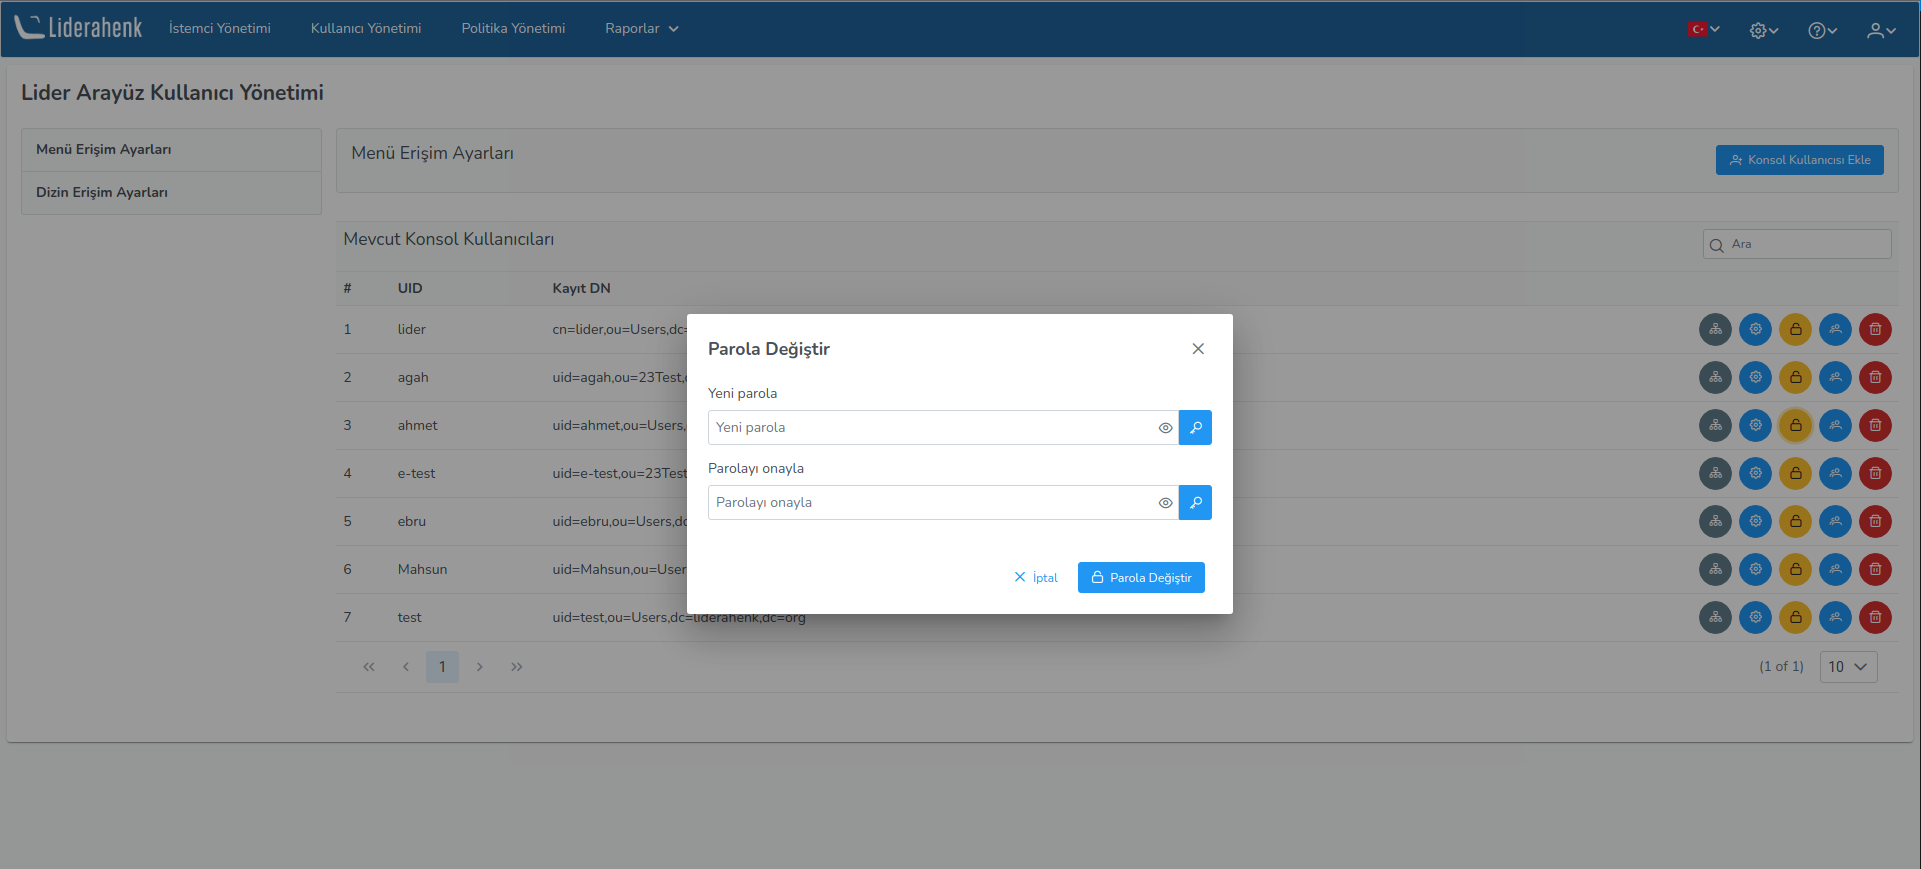 Liderahenk İstemci Yönetimi Kullanıcı Yönetimi Politika Yönetimi Raporlar
Lider Arayüz Kullanıcı Yönetimi
Menü Erişim Ayarları
Dizin Erişim Ayarları
Menü Erişim Ayarları
Konsol Kullanıcısı Ekle
Mevcut Konsol Kullanıcıları
Ara
# UID Kayıt DN
1 lider cn=lider,ou=Users,dc=
2 agah uid=agah,ou=23Test,
3 ahmet uid=ahmet,ou=Users,
4 e-test uid=e-test,ou=23Test
5 ebru uid=ebru,ou=Users,dc
6 Mahsun uid=Mahsun,ou=User
7 test uid=test,ou=Users,dc=liderahenk,dc=org
1
(1 of 1) 10
Parola Değiştir
Yeni parola
Yeni parola
Parolayı onayla
Parolayı onayla
İptal Parola Değiştir